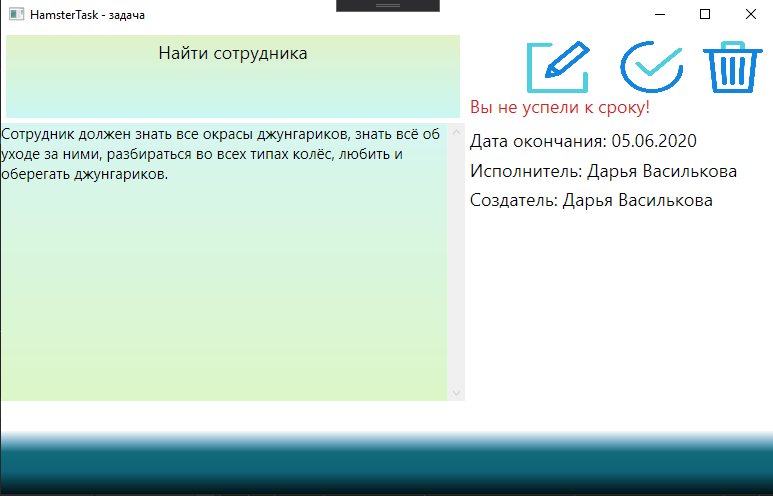 HamsterTask - задача
Найти сотрудника
Вы не успели к сроку!
Сотрудник должен знать все окрасы джунгариков, знать всё об
уходе за ними, разбираться во всех типах колёс, любить и
оберегать джунгариков.
Дата окончания: 05.06.2020
Исполнитель: Дарья Василькова
Создатель: Дарья Василькова